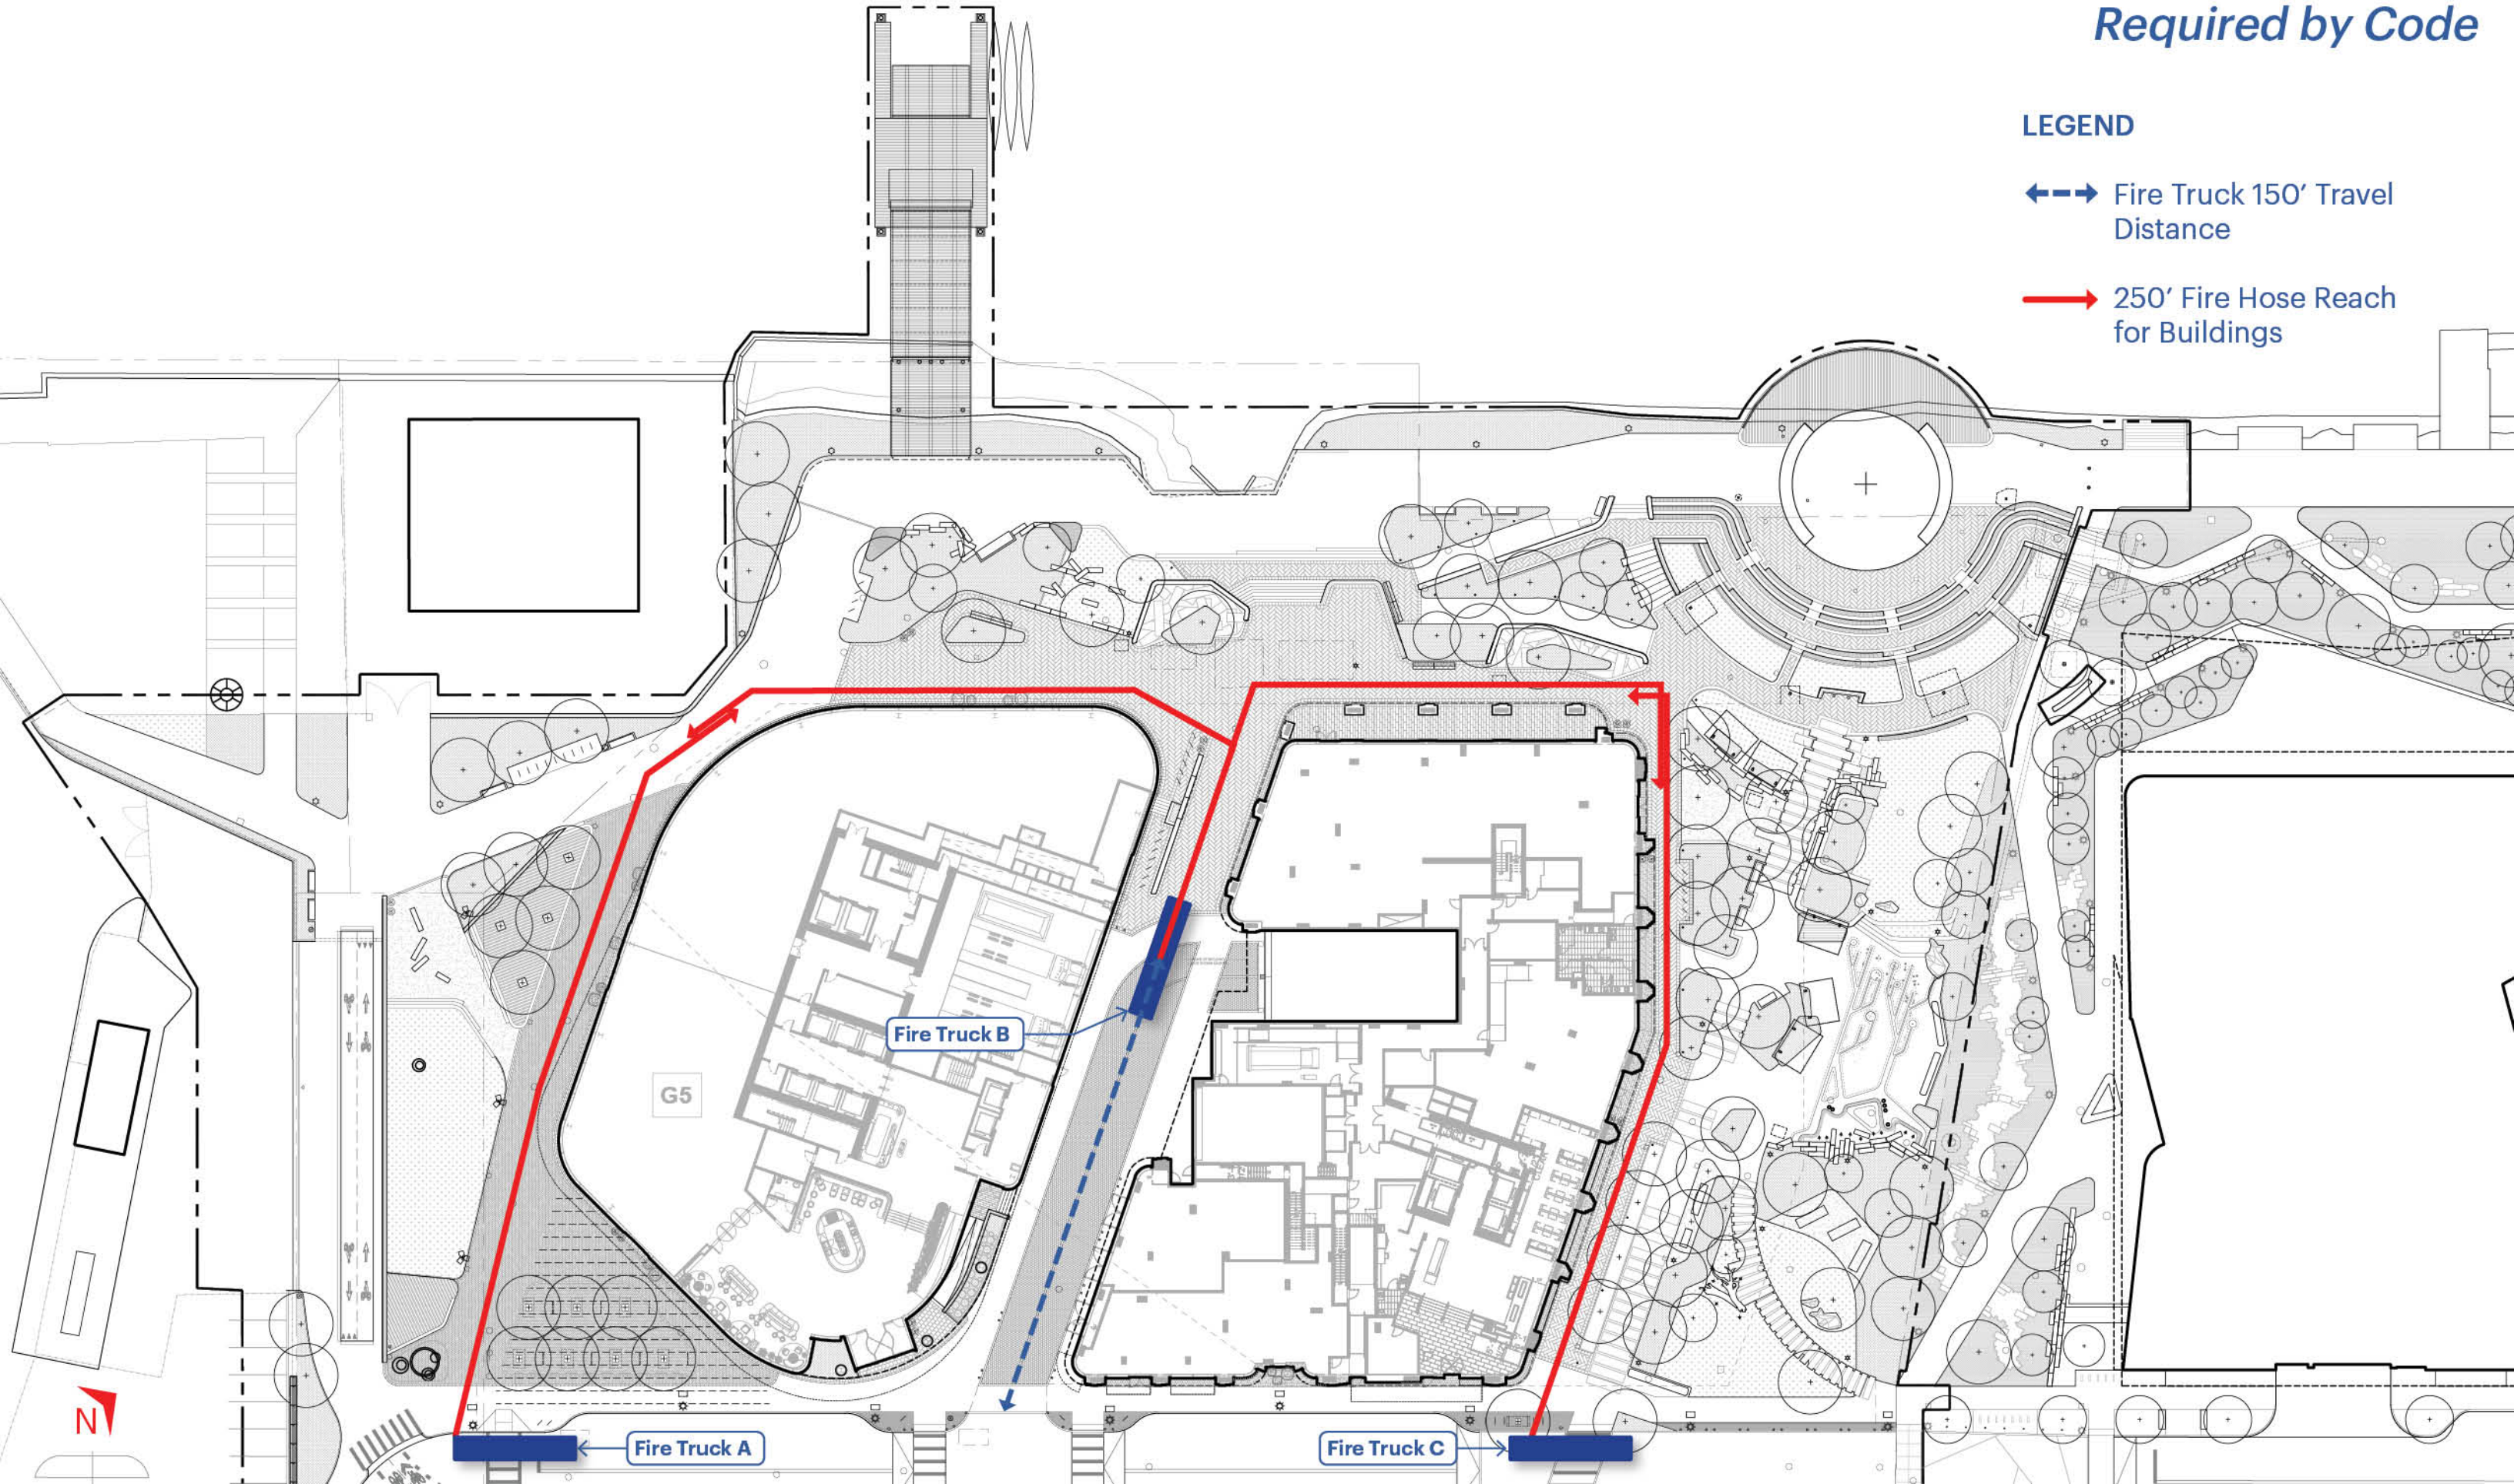 Required by Code
LEGEND
Fire Truck 150′ Travel
Distance
250′ Fire Hose Reach
for Buildings
Fire Truck B
G5
N
Fire Truck A
Fire Truck C